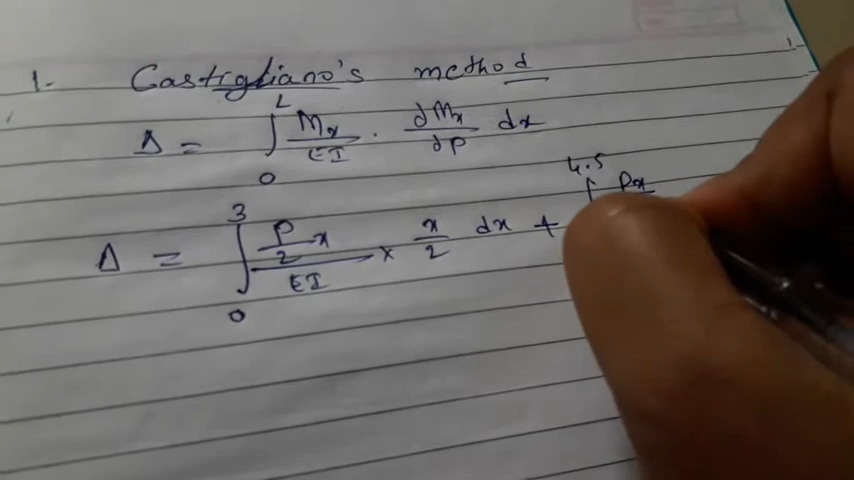 1. Castigliano's method
Δ = ∫₀ᴸ Mx/EI · ∂Mx/∂P dx
Δ = ∫₀³ (P/2 x)/EI × x/2 dx + ∫ 4.5 Px